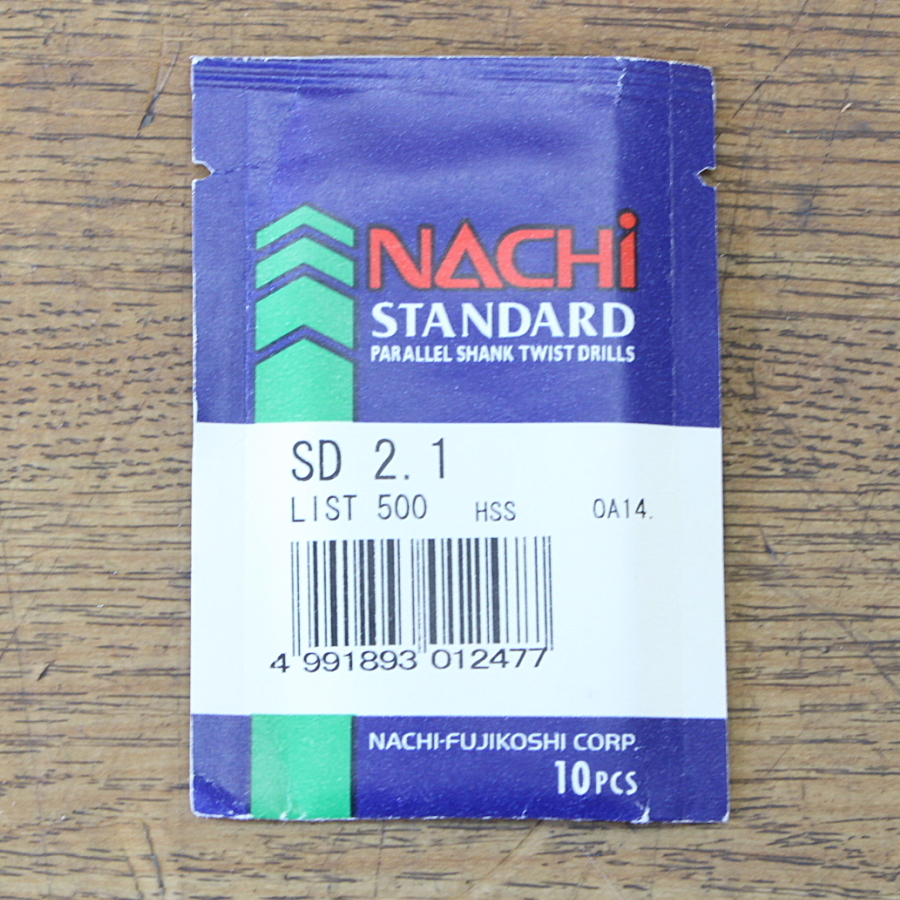 NACHi
STANDARD
PARALLEL SHANK TWIST DRILLS
SD 2.1
LIST 500 HSS OA14.
4 991893 012477
NACHI-FUJIKOSHI CORP.
10PCS